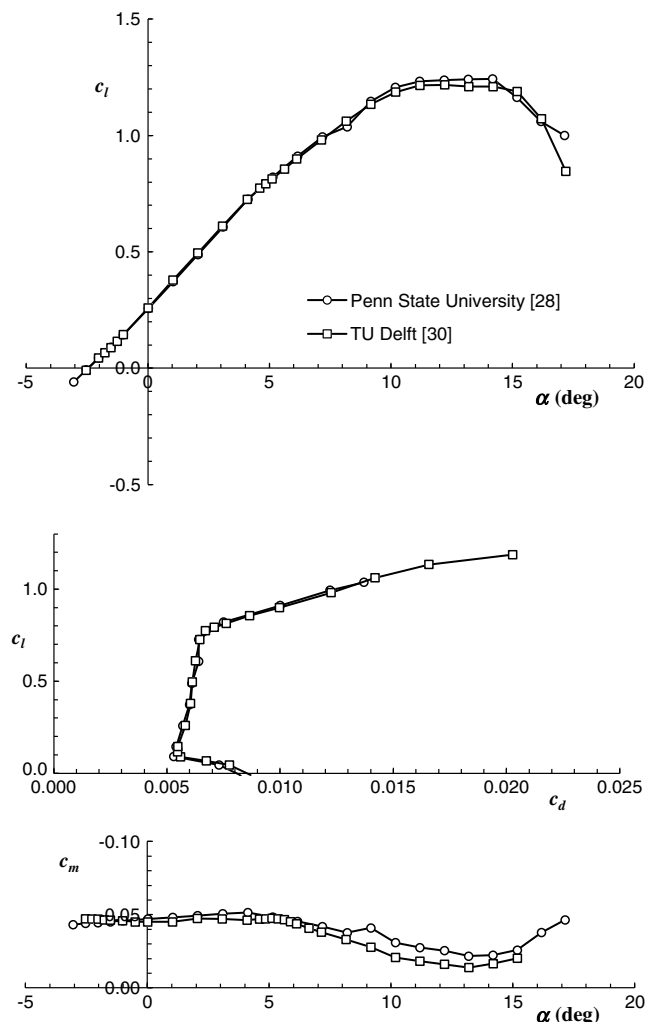 1.5
c_l
1.0
0.5
Penn State University [28]
TU Delft [30]
0.0
-5 0 5 10 15 20
α (deg)
-0.5
1.0
c_l
0.5
0.0
0.000 0.005 0.010 0.015 0.020 0.025
c_d
-0.10
c_m
0.05
0.00
-5 0 5 10 15 20
α (deg)